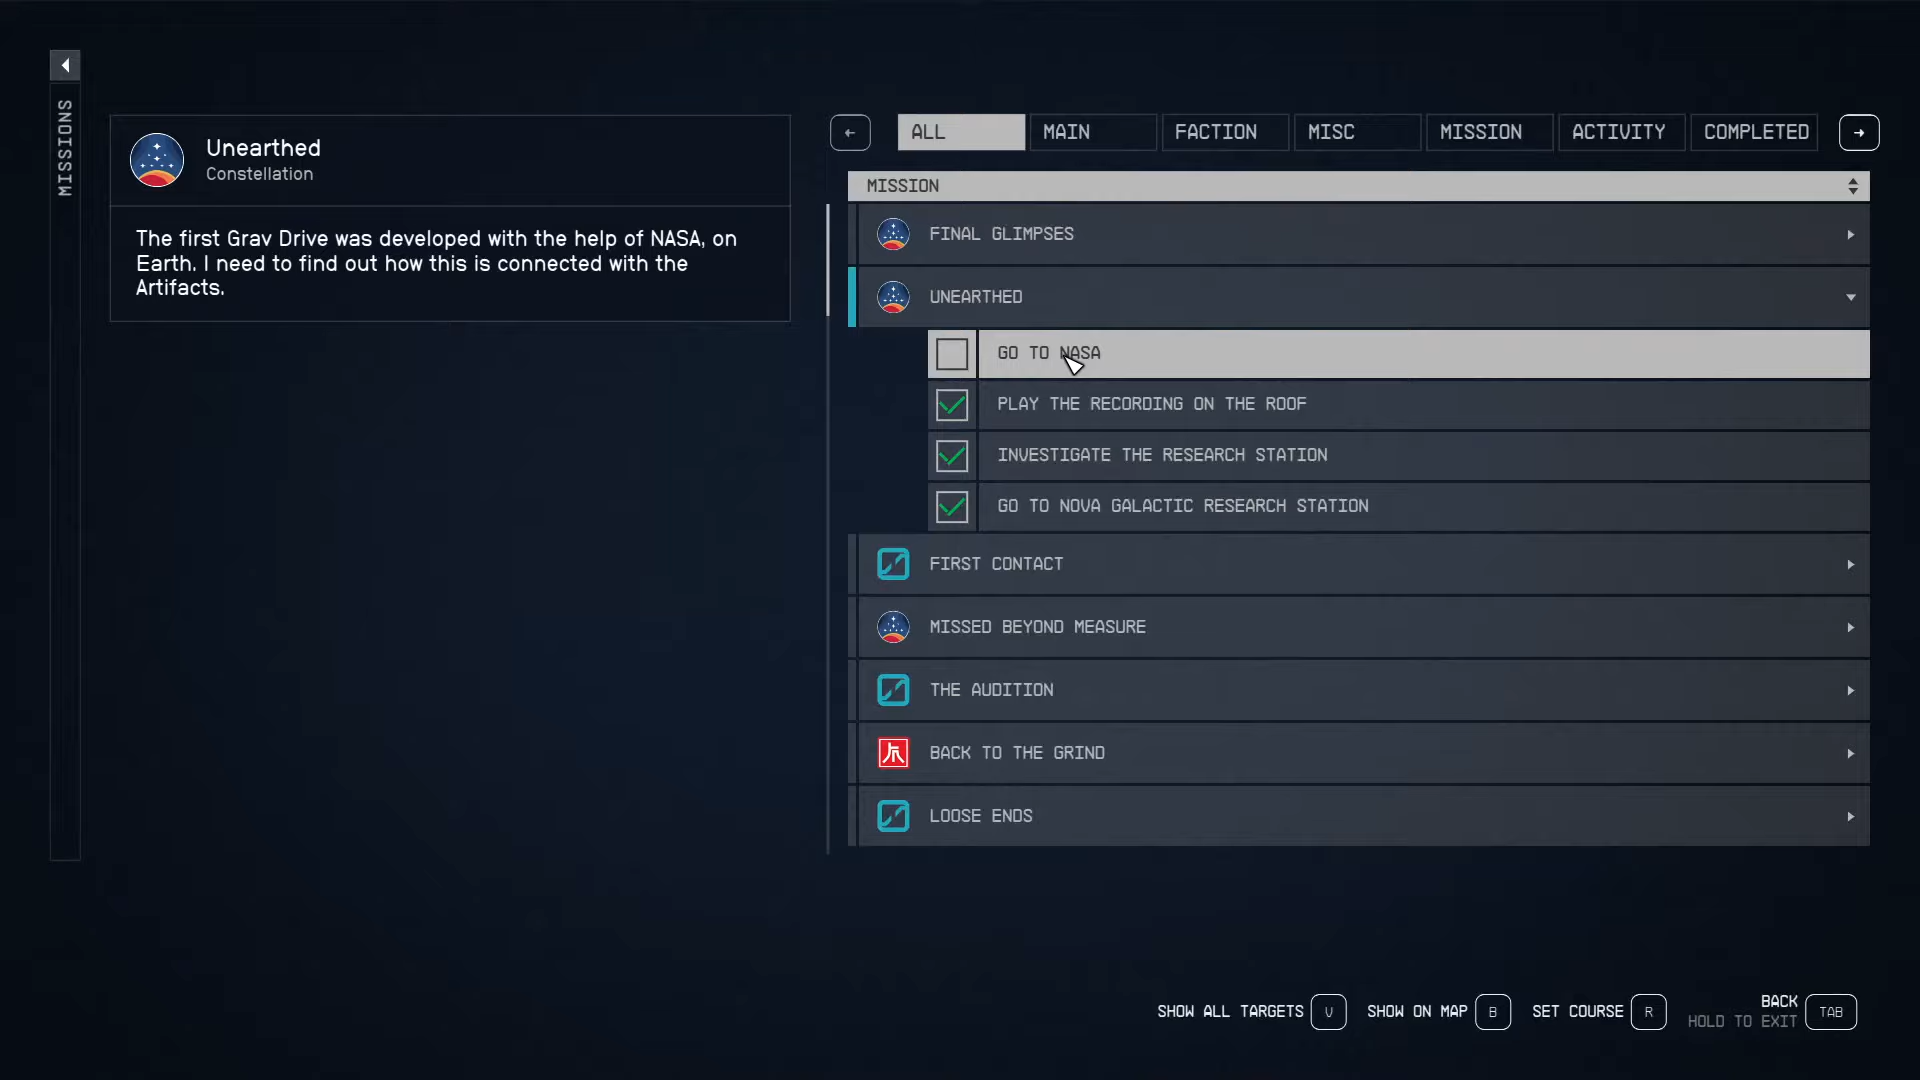 MISSIONS
Unearthed
Constellation
The first Grav Drive was developed with the help of NASA, on
Earth. I need to find out how this is connected with the
Artifacts.
ALL
MAIN
FACTION
MISC
MISSION
ACTIVITY
COMPLETED
MISSION
FINAL GLIMPSES
UNEARTHED
GO TO NASA
PLAY THE RECORDING ON THE ROOF
INVESTIGATE THE RESEARCH STATION
GO TO NOVA GALACTIC RESEARCH STATION
FIRST CONTACT
MISSED BEYOND MEASURE
THE AUDITION
BACK TO THE GRIND
LOOSE ENDS
SHOW ALL TARGETS V
SHOW ON MAP B
SET COURSE R
BACK
HOLD TO EXIT
TAB